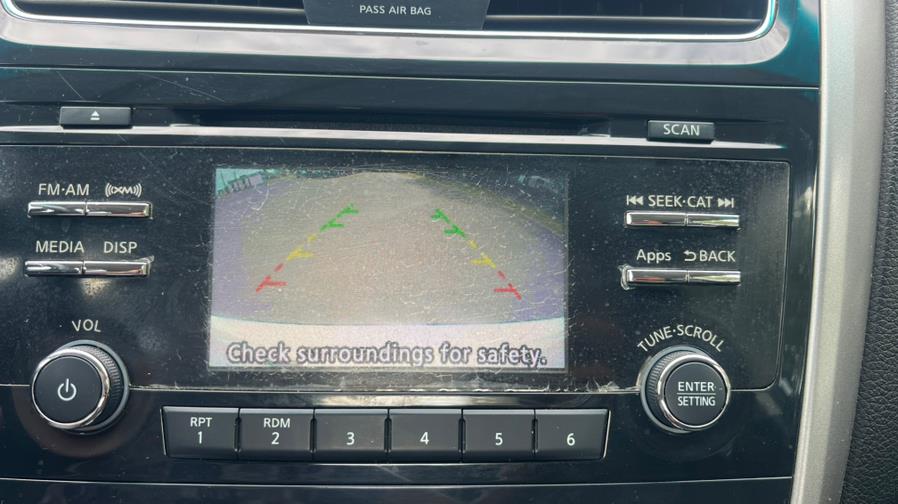 PASS AIR BAG
SCAN
FM·AM ((XM))
SEEK·CAT
MEDIA DISP
Apps BACK
VOL
TUNE·SCROLL
Check surroundings for safety.
ENTER
SETTING
RPT
1
RDM
2
3
4
5
6